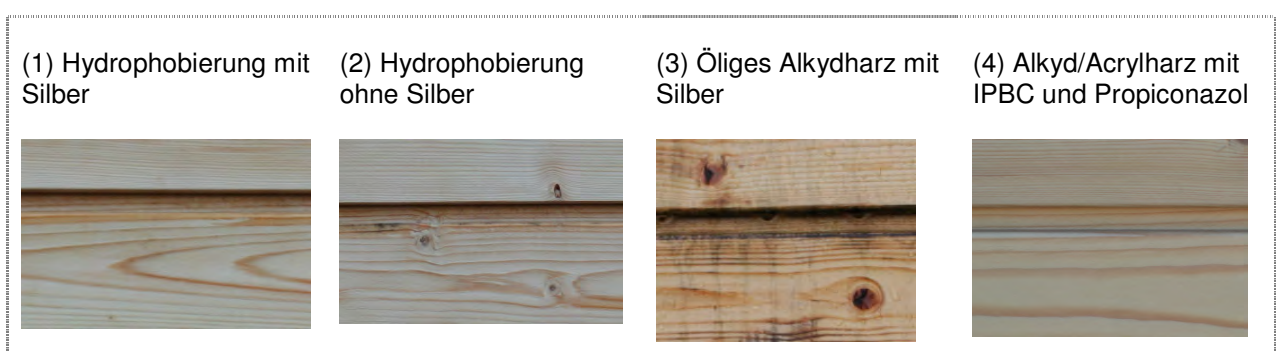 (1) Hydrophobierung mit
Silber
(2) Hydrophobierung
ohne Silber
(3) Öliges Alkydharz mit
Silber
(4) Alkyd/Acrylharz mit
IPBC und Propiconazol